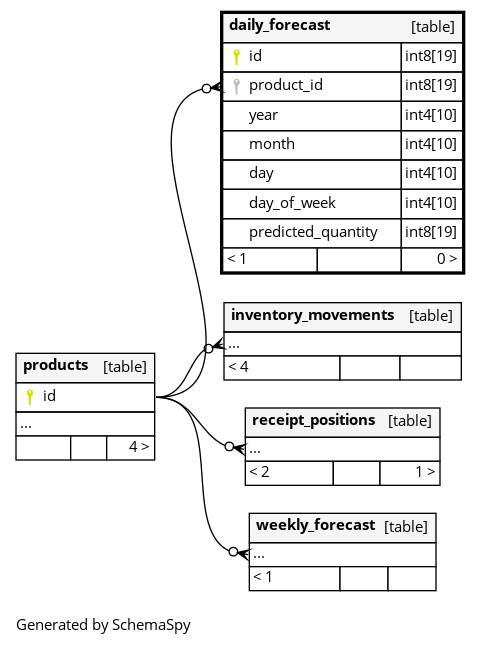 daily_forecast [table]
id int8[19]
product_id int8[19]
year int4[10]
month int4[10]
day int4[10]
day_of_week int4[10]
predicted_quantity int8[19]
< 1 0 >
inventory_movements [table]
...
< 4
products [table]
id
...
4 >
receipt_positions [table]
...
< 2 1 >
weekly_forecast [table]
...
< 1
Generated by SchemaSpy